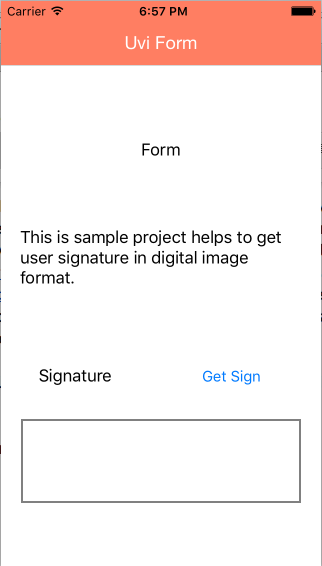 Carrier 6:57 PM
Uvi Form
Form
This is sample project helps to get
user signature in digital image
format.
Signature Get Sign